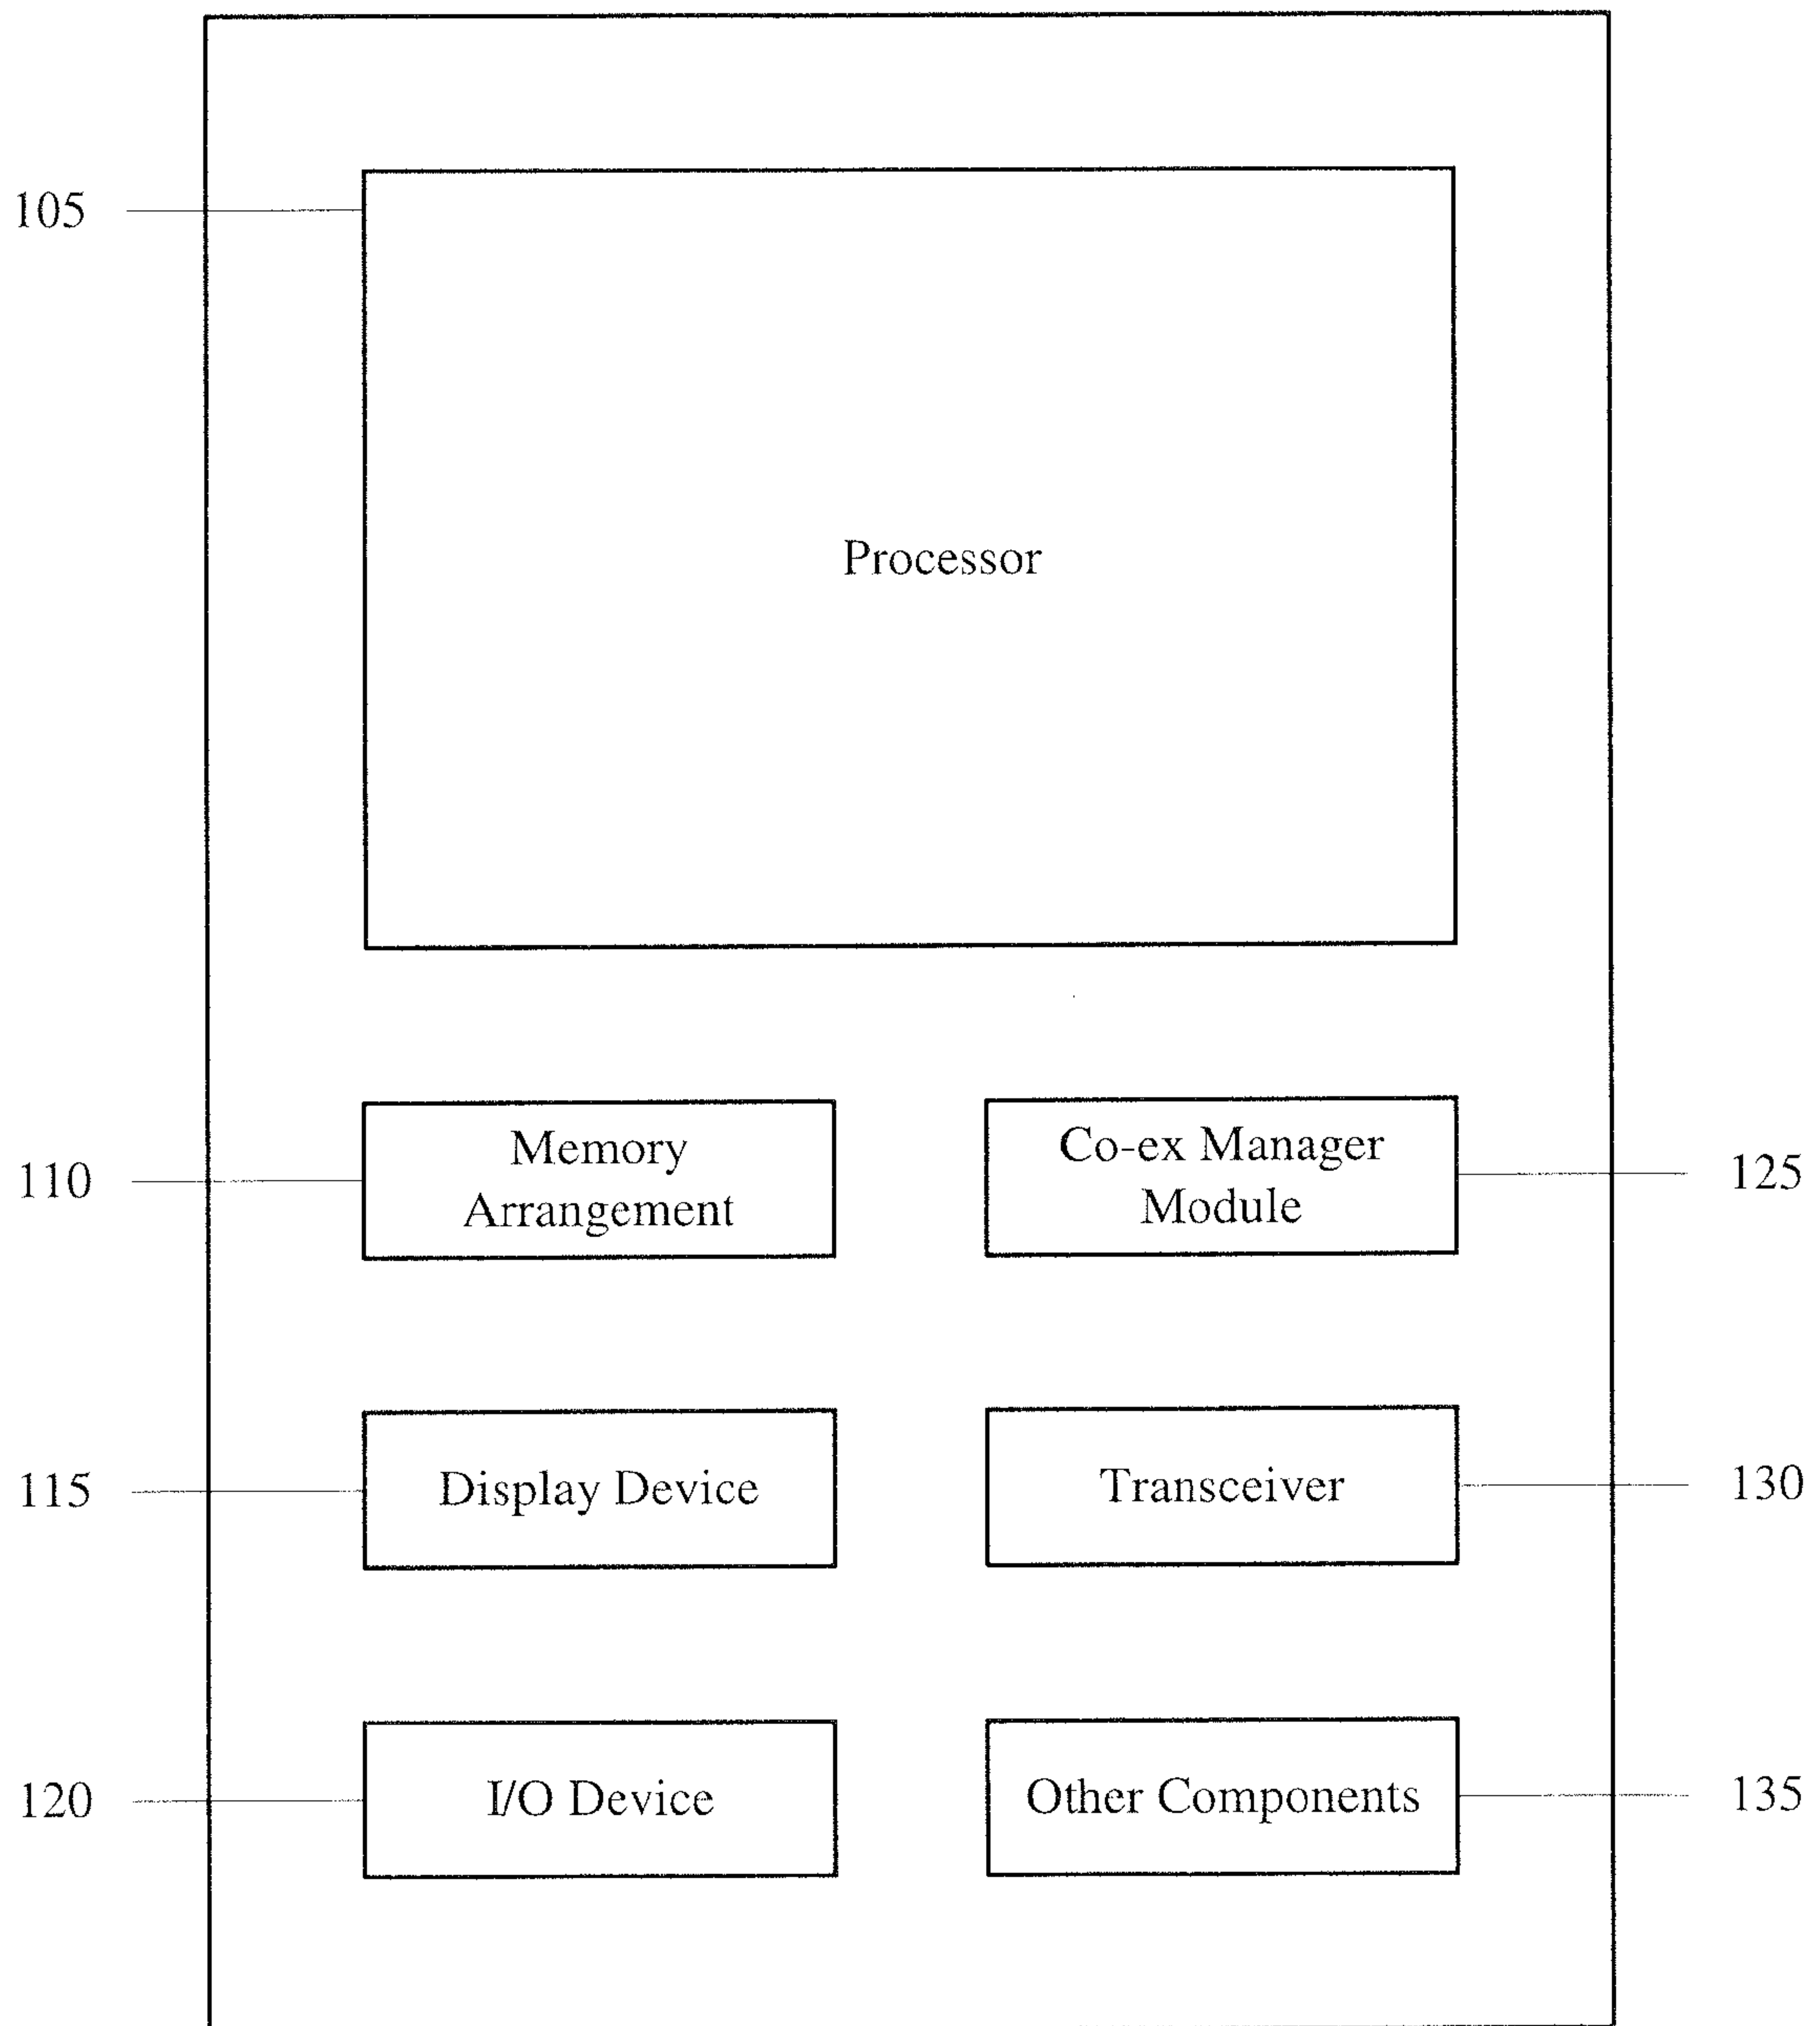 105
Processor
110
Memory
Arrangement
Co-ex Manager
Module
125
115
Display Device
Transceiver
130
120
I/O Device
Other Components
135